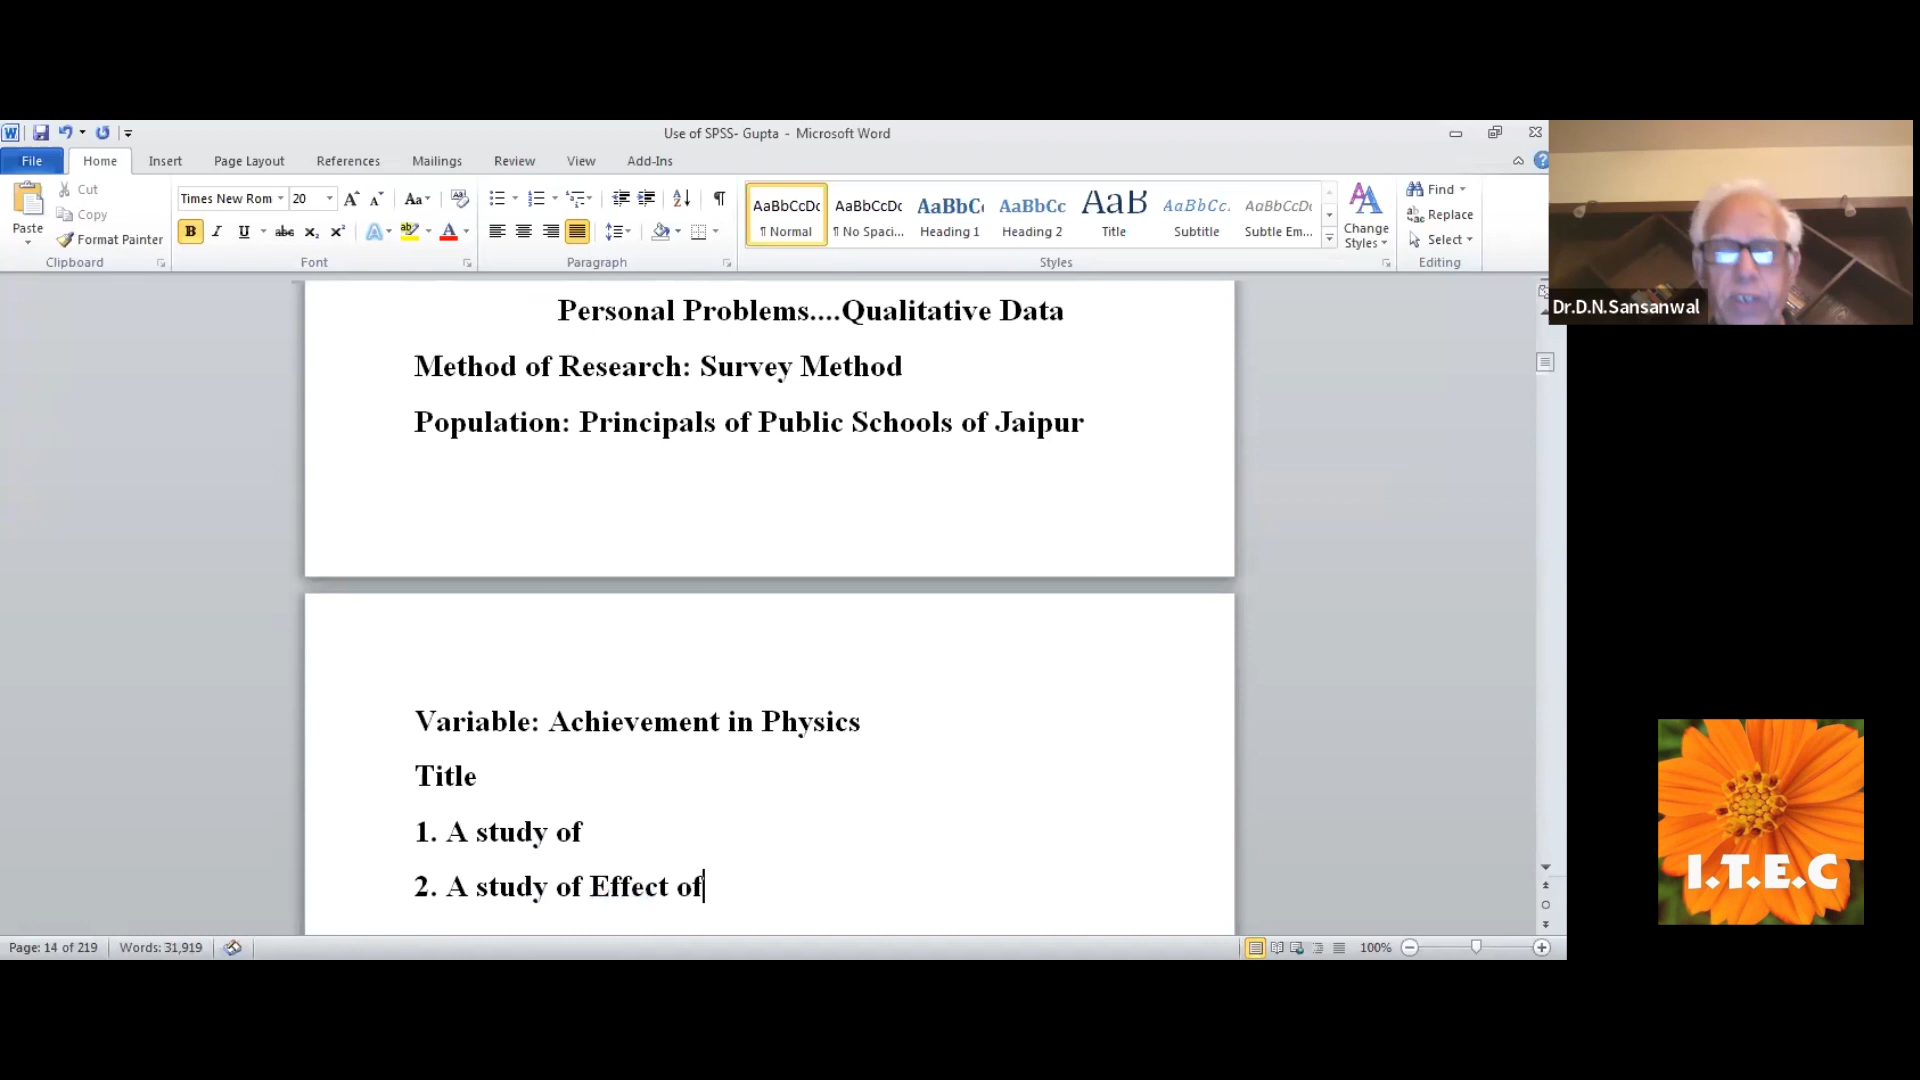 Use of SPSS- Gupta - Microsoft Word
File Home Insert Page Layout References Mailings Review View Add-Ins
Paste
Cut
Copy
Format Painter
Clipboard
Times New Rom 20
Font
Paragraph
AaBbCcDc AaBbCcDc AaBbC AaBbCc AaB AaBbCc. AaBbCcDc
¶ Normal ¶ No Spaci... Heading 1 Heading 2 Title Subtitle Subtle Em...
Styles
Change
Styles
Find
Replace
Select
Editing
Dr.D.N.Sansanwal
Personal Problems....Qualitative Data
Method of Research: Survey Method
Population: Principals of Public Schools of Jaipur
Variable: Achievement in Physics
Title
1. A study of
2. A study of Effect of
I.T.E.C
Page: 14 of 219 Words: 31,919 100%